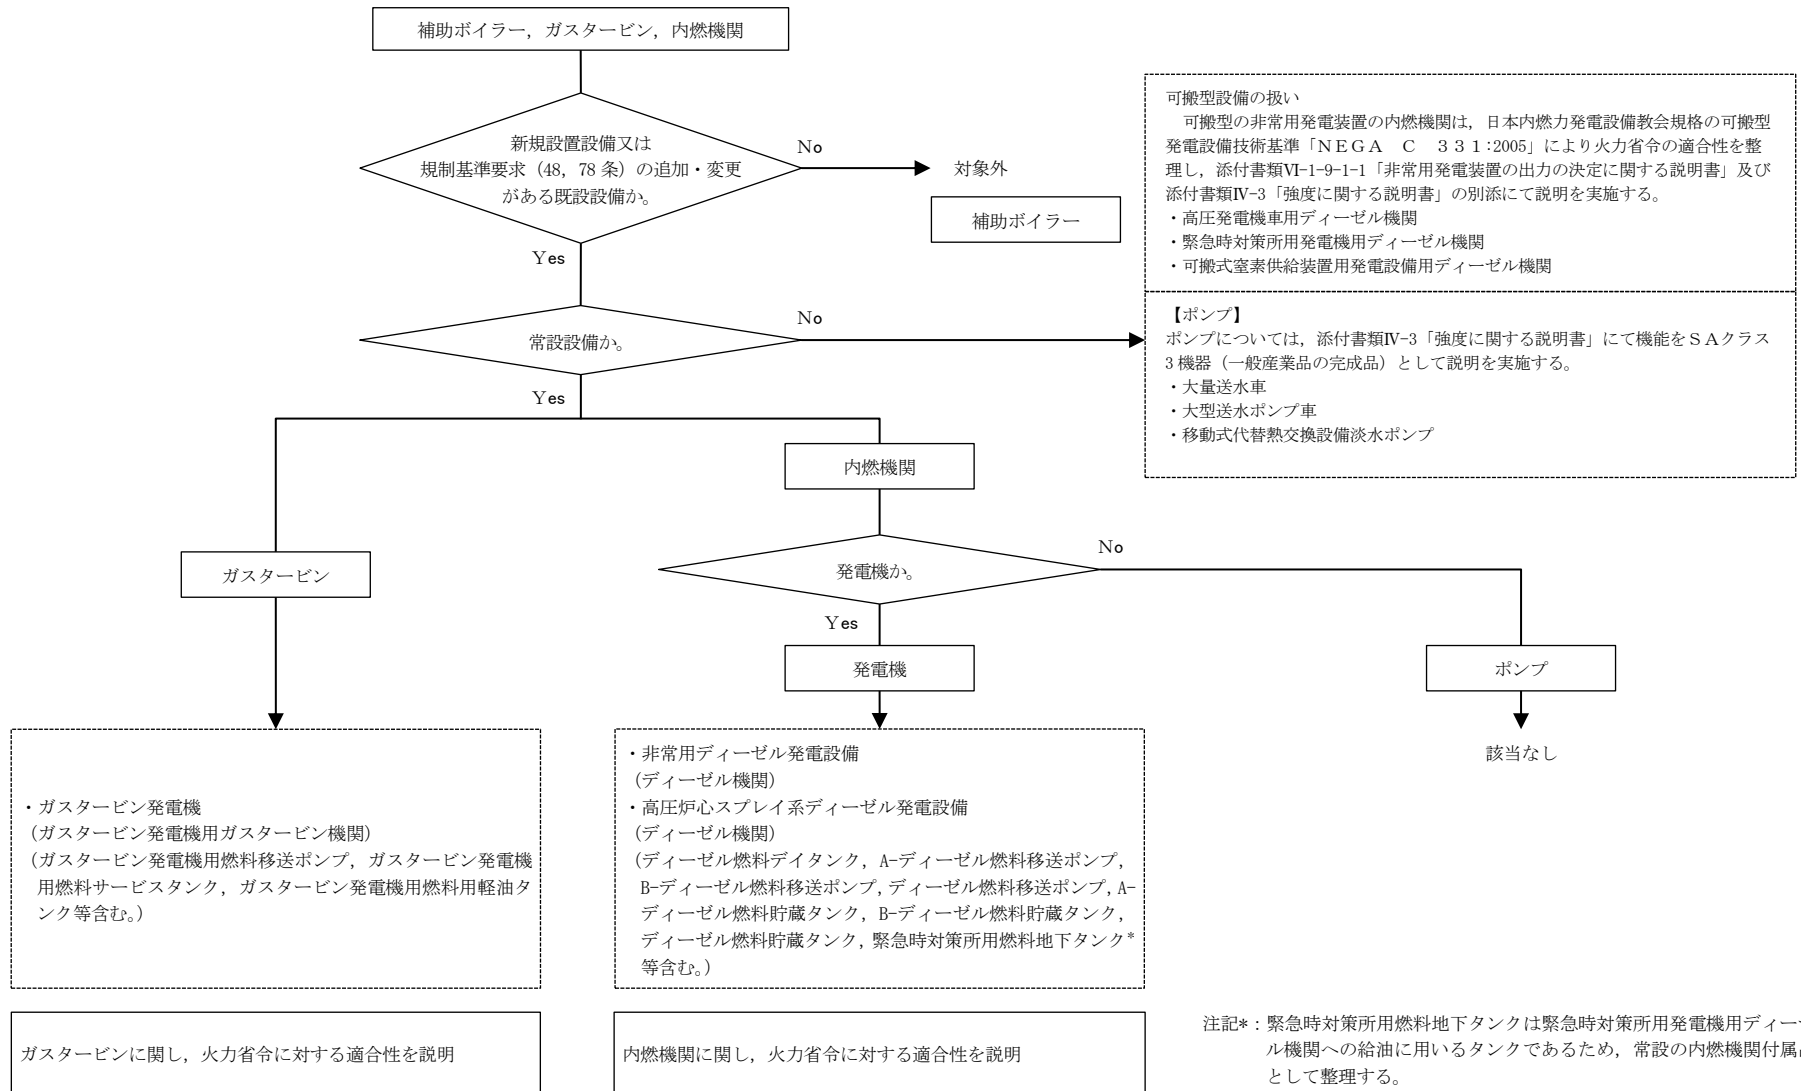 補助ボイラー，ガスタービン，内燃機関
新規設置設備又は
規制基準要求（48，78 条）の追加・変更
がある既設設備か。
No
対象外
補助ボイラー
Yes
可搬型設備の扱い
可搬型の非常用発電装置の内燃機関は，日本内燃力発電設備教会規格の可搬型
発電設備技術基準「ＮＥＧＡ　Ｃ　３３１:2005」により火力省令の適合性を整
理し，添付書類Ⅵ-1-9-1-1「非常用発電装置の出力の決定に関する説明書」及び
添付書類Ⅳ-3「強度に関する説明書」の別添にて説明を実施する。
・高圧発電機車用ディーゼル機関
・緊急時対策所用発電機用ディーゼル機関
・可搬式窒素供給装置用発電設備用ディーゼル機関
常設設備か。
No
Yes
【ポンプ】
ポンプについては，添付書類Ⅳ-3「強度に関する説明書」にて機能をＳＡクラス
3 機器（一般産業品の完成品）として説明を実施する。
・大量送水車
・大型送水ポンプ車
・移動式代替熱交換設備淡水ポンプ
内燃機関
ガスタービン
発電機か。
No
Yes
発電機
ポンプ
・ガスタービン発電機
（ガスタービン発電機用ガスタービン機関）
（ガスタービン発電機用燃料移送ポンプ，ガスタービン発電機
用燃料サービスタンク，ガスタービン発電機用燃料用軽油タ
ンク等含む。）
・非常用ディーゼル発電設備
（ディーゼル機関）
・高圧炉心スプレイ系ディーゼル発電設備
（ディーゼル機関）
（ディーゼル燃料デイタンク，A-ディーゼル燃料移送ポンプ，
B-ディーゼル燃料移送ポンプ，ディーゼル燃料移送ポンプ，A-
ディーゼル燃料貯蔵タンク，B-ディーゼル燃料貯蔵タンク，
ディーゼル燃料貯蔵タンク，緊急時対策所用燃料地下タンク*
等含む。）
該当なし
ガスタービンに関し，火力省令に対する適合性を説明
内燃機関に関し，火力省令に対する適合性を説明
注記*：緊急時対策所用燃料地下タンクは緊急時対策所用発電機用ディーゼ
ル機関への給油に用いるタンクであるため，常設の内燃機関付属
として整理する。